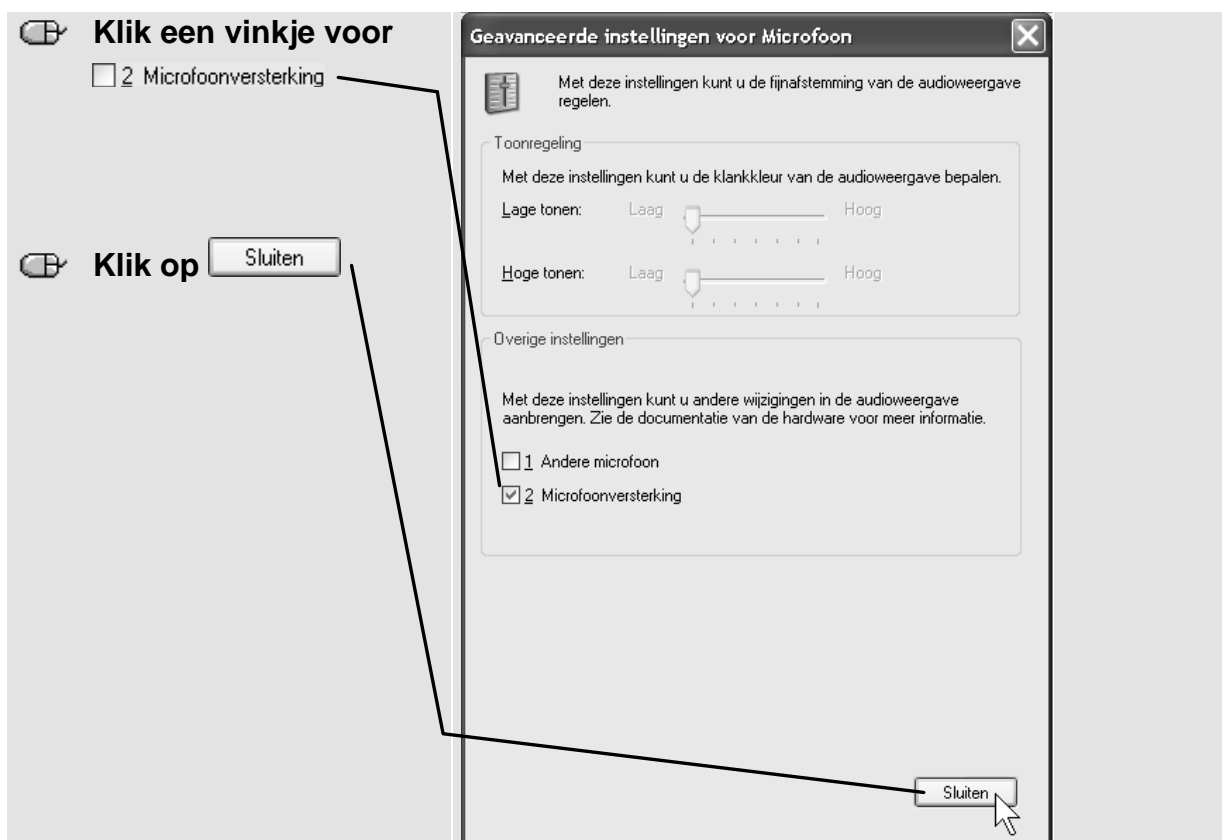 Klik een vinkje voor
2 Microfoonversterking
Klik op Sluiten
Geavanceerde instellingen voor Microfoon
Met deze instellingen kunt u de fijnafstemming van de audioweergave
regelen.
Toonregeling
Met deze instellingen kunt u de klankkleur van de audioweergave bepalen.
Lage tonen: Laag Hoog
Hoge tonen: Laag Hoog
Overige instellingen
Met deze instellingen kunt u andere wijzigingen in de audioweergave
aanbrengen. Zie de documentatie van de hardware voor meer informatie.
1 Andere microfoon
2 Microfoonversterking
Sluiten